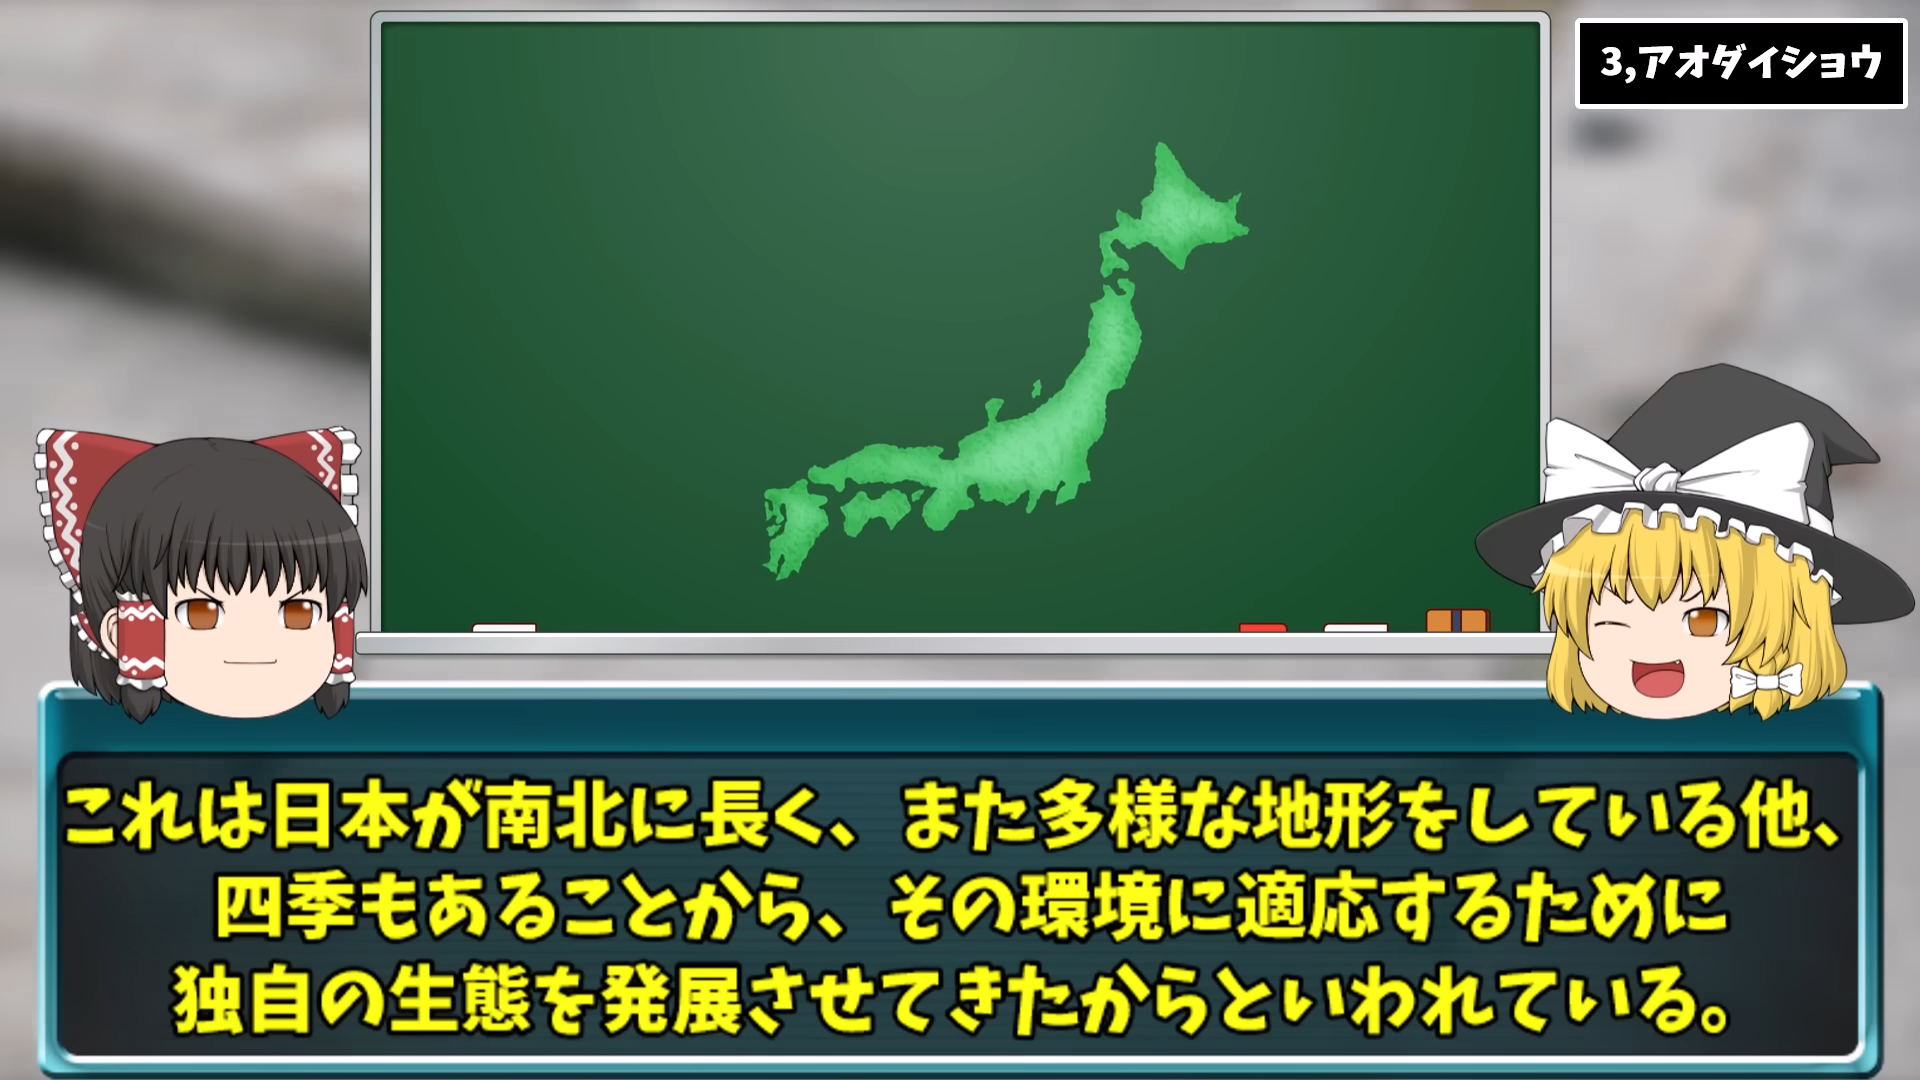 3,アオダイショウ
これは日本が南北に長く、また多様な地形をしている他、
四季もあることから、その環境に適応するために
独自の生態を発展させてきたからといわれている。